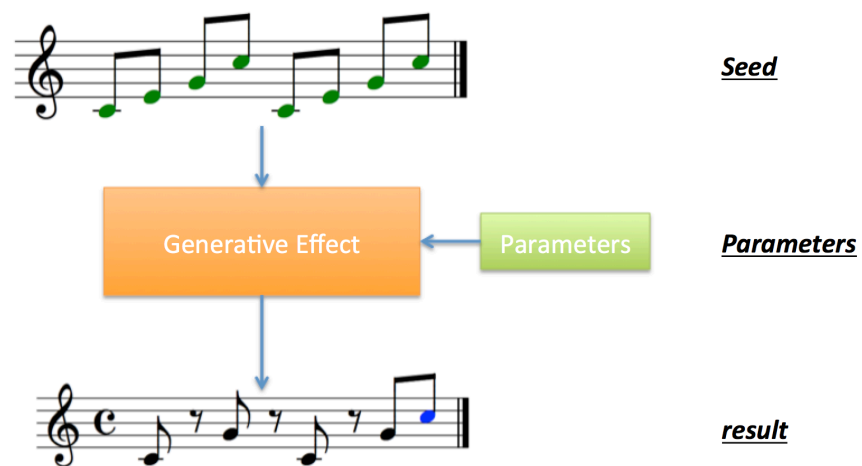 Seed
Generative Effect
Parameters
Parameters
result